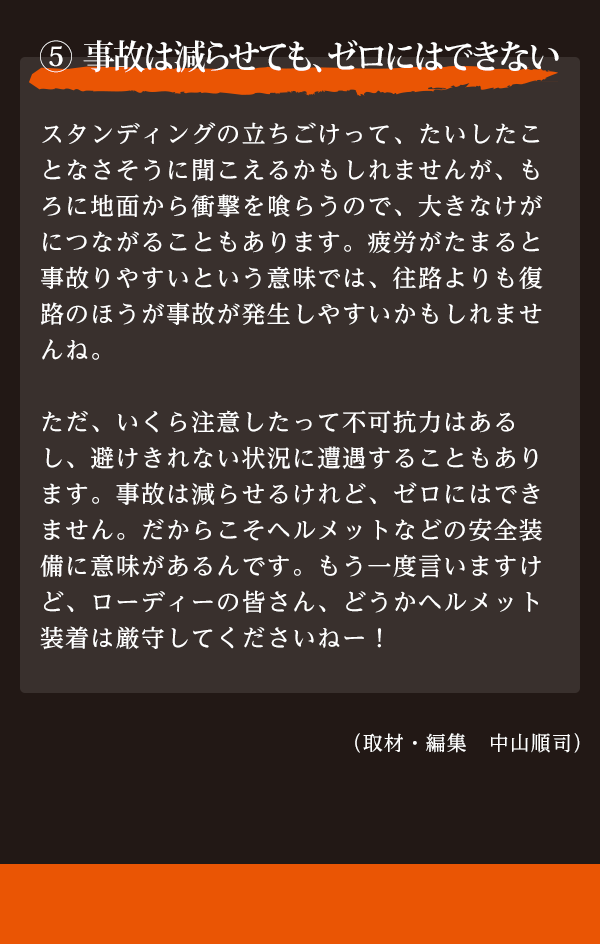 ⑤ 事故は減らせても、ゼロにはできない
スタンディングの立ちごけって、たいしたこ
となさそうに聞こえるかもしれませんが、も
ろに地面から衝撃を喰らうので、大きなけが
につながることもあります。疲労がたまると
事故りやすいという意味では、往路よりも復
路のほうが事故が発生しやすいかもしれませ
んね。
ただ、いくら注意したって不可抗力はある
し、避けきれない状況に遭遇することもあり
ます。事故は減らせるけれど、ゼロにはでき
ません。だからこそヘルメットなどの安全装
備に意味があるんです。もう一度言いますけ
ど、ローディーの皆さん、どうかヘルメット
装着は厳守してくださいねー！
（取材・編集　中山順司）